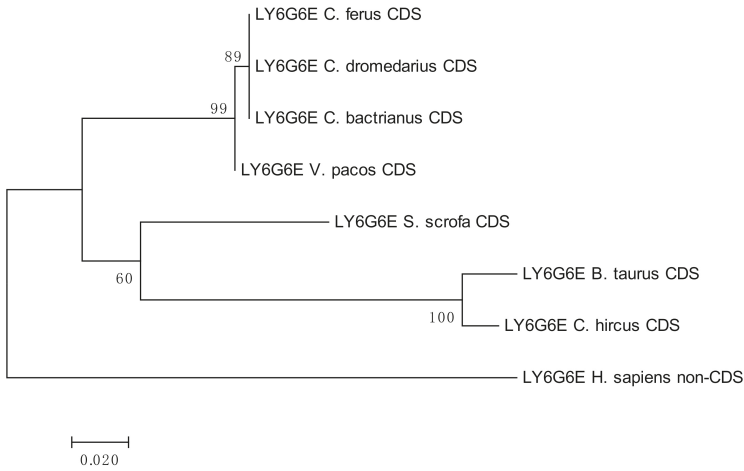 LY6G6E C. ferus CDS
89
LY6G6E C. dromedarius CDS
99
LY6G6E C. bactrianus CDS
LY6G6E V. pacos CDS
LY6G6E S. scrofa CDS
60
LY6G6E B. taurus CDS
100
LY6G6E C. hircus CDS
LY6G6E H. sapiens non-CDS
0.020